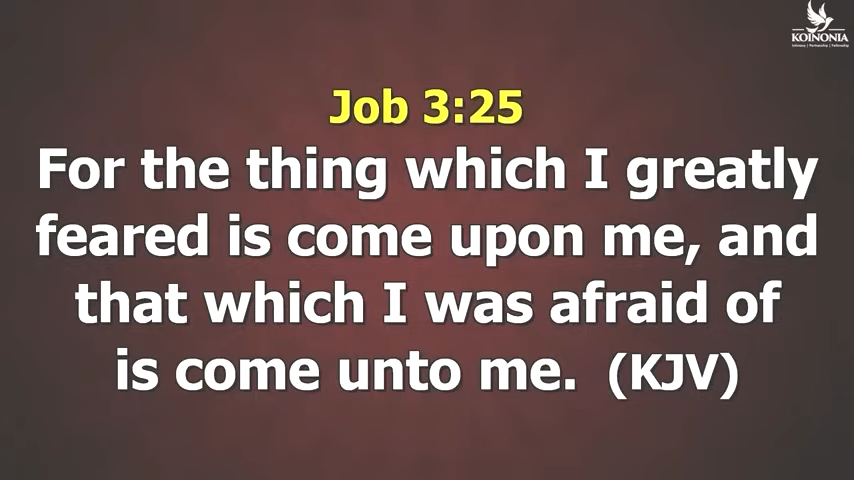 KOINONIA
Intimacy | Partnership | Fellowship
Job 3:25
For the thing which I greatly
feared is come upon me, and
that which I was afraid of
is come unto me. (KJV)